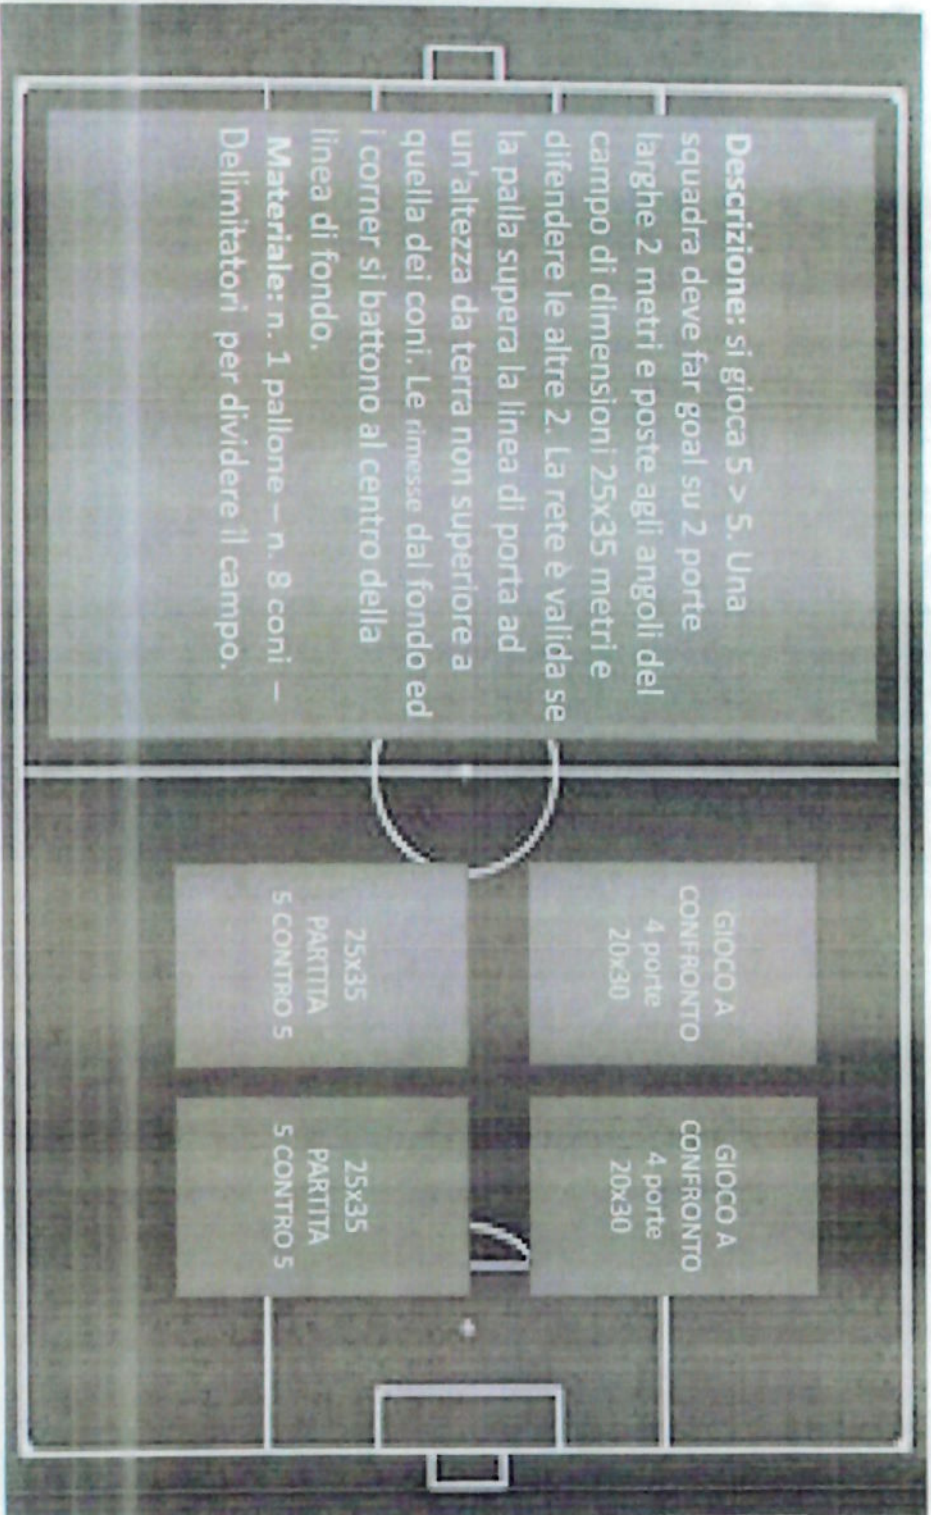 Descrizione: si gioca 5 > 5. Una
squadra deve far goal su 2 porte
larghe 2 metri e poste agli angoli del
campo di dimensioni 25x35 metri e
difendere le altre 2. La rete è valida se
la palla supera la linea di porta ad
un'altezza da terra non superiore a
quella dei coni. Le rimesse dal fondo ed
i corner si battono al centro della
linea di fondo.
Materiale: n. 1 pallone – n. 8 coni –
Delimitatori per dividere il campo.
GIOCO A
CONFRONTO
4 porte
20x30
GIOCO A
CONFRONTO
4 porte
20x30
25x35
PARTITA
5 CONTRO 5
25x35
PARTITA
5 CONTRO 5